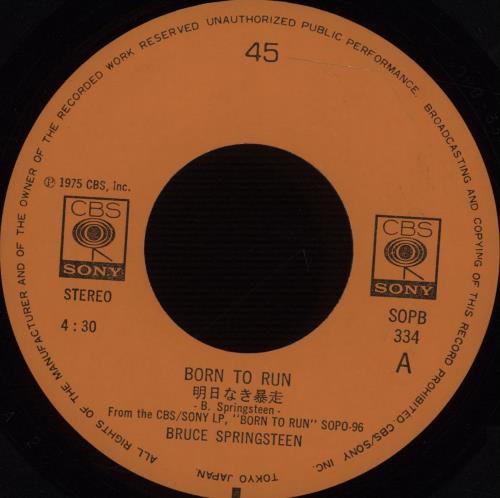 ALL RIGHTS OF THE MANUFACTURER AND OF THE OWNER OF THE RECORDED WORK RESERVED UNAUTHORIZED PUBLIC PERFORMANCE, BROADCASTING AND COPYING OF THIS RECORD PROHIBITED·CBS/SONY INC.
45
℗ 1975 CBS, Inc.
CBS
SONY
CBS
SONY
STEREO
4 : 30
SOPB
334
A
BORN TO RUN
明日なき暴走
- B. Springsteen -
From the CBS/SONY LP, "BORN TO RUN" SOPO·96
BRUCE SPRINGSTEEN
TOKYO JAPAN.